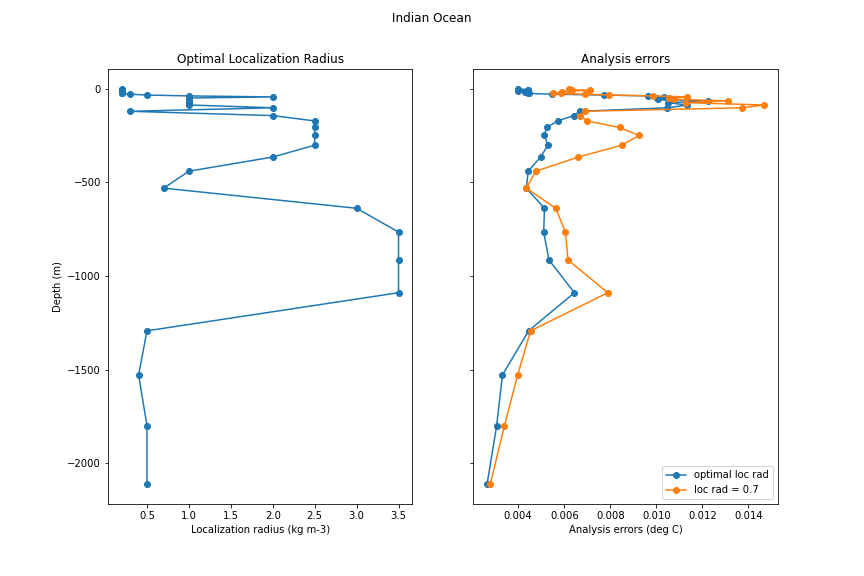 Indian Ocean
Optimal Localization Radius
Depth (m)
0
−500
−1000
−1500
−2000
0.5 1.0 1.5 2.0 2.5 3.0 3.5
Localization radius (kg m-3)
Analysis errors
optimal loc rad
loc rad = 0.7
0.004 0.006 0.008 0.010 0.012 0.014
Analysis errors (deg C)